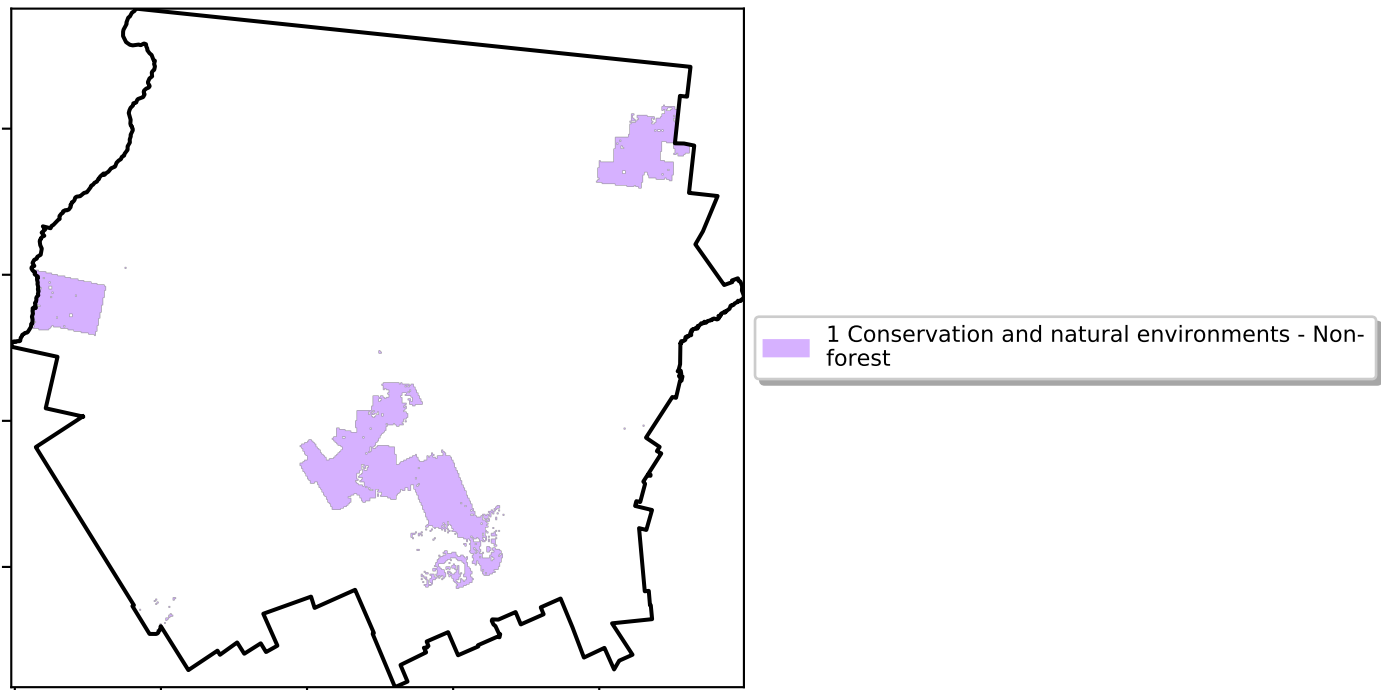 1 Conservation and natural environments - Non-
forest